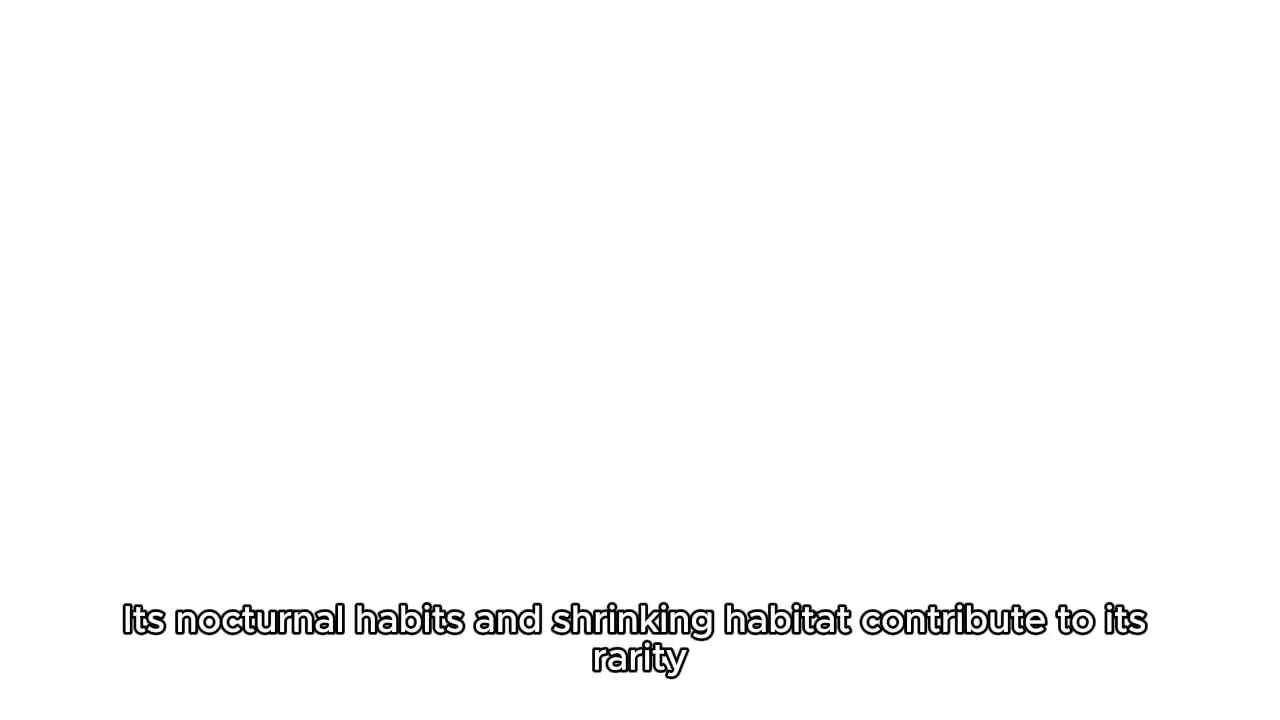 Its nocturnal habits and shrinking habitat contribute to its
rarity